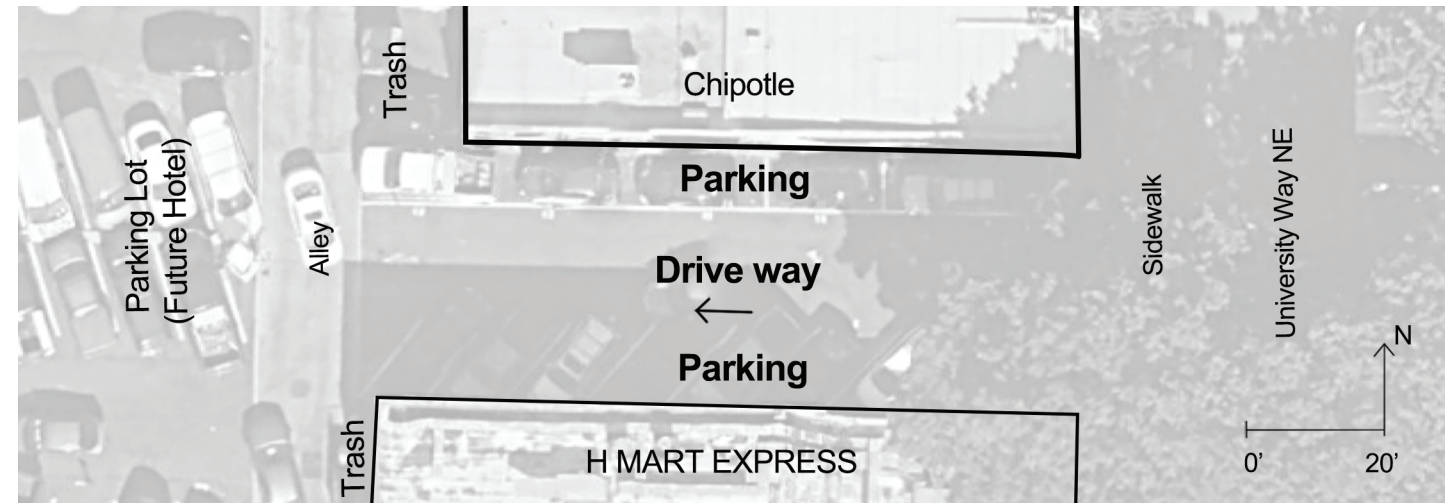 Trash
Chipotle
Parking Lot
(Future Hotel)
Alley
Parking
Sidewalk
University Way NE
Drive way
Parking
N
0’
20’
Trash
H MART EXPRESS